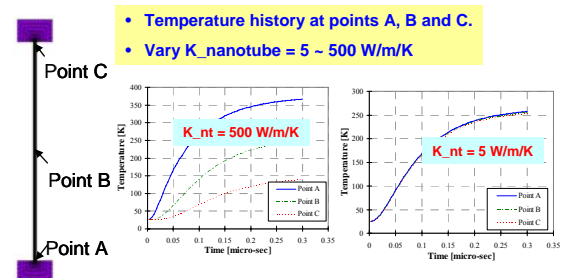 • Temperature history at points A, B and C.
• Vary K_nanotube = 5 ~ 500 W/m/K
Point C
Point B
Point A
Temperature [K]
400
350
300
250
200
150
100
50
0
K_nt = 500 W/m/K
Point A
Point B
Point C
0 0.05 0.1 0.15 0.2 0.25 0.3 0.35
Time [micro-sec]
Temperature [K]
300
250
200
150
100
50
0
K_nt = 5 W/m/K
Point A
Point B
Point C
0 0.05 0.1 0.15 0.2 0.25 0.3 0.35
Time [micro-sec]